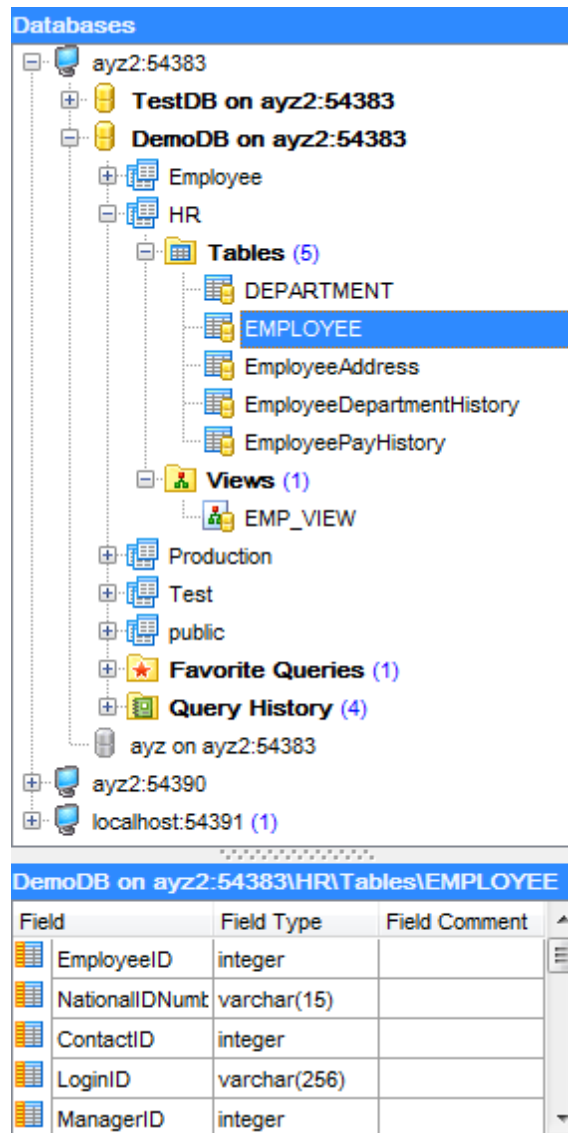 Databases
ayz2:54383
TestDB on ayz2:54383
DemoDB on ayz2:54383
Employee
HR
Tables (5)
DEPARTMENT
EMPLOYEE
EmployeeAddress
EmployeeDepartmentHistory
EmployeePayHistory
Views (1)
EMP_VIEW
Production
Test
public
Favorite Queries (1)
Query History (4)
ayz on ayz2:54383
ayz2:54390
localhost:54391 (1)
DemoDB on ayz2:54383\HR\Tables\EMPLOYEE
Field Field Type Field Comment
EmployeeID integer
NationalIDNumb varchar(15)
ContactID integer
LoginID varchar(256)
ManagerID integer